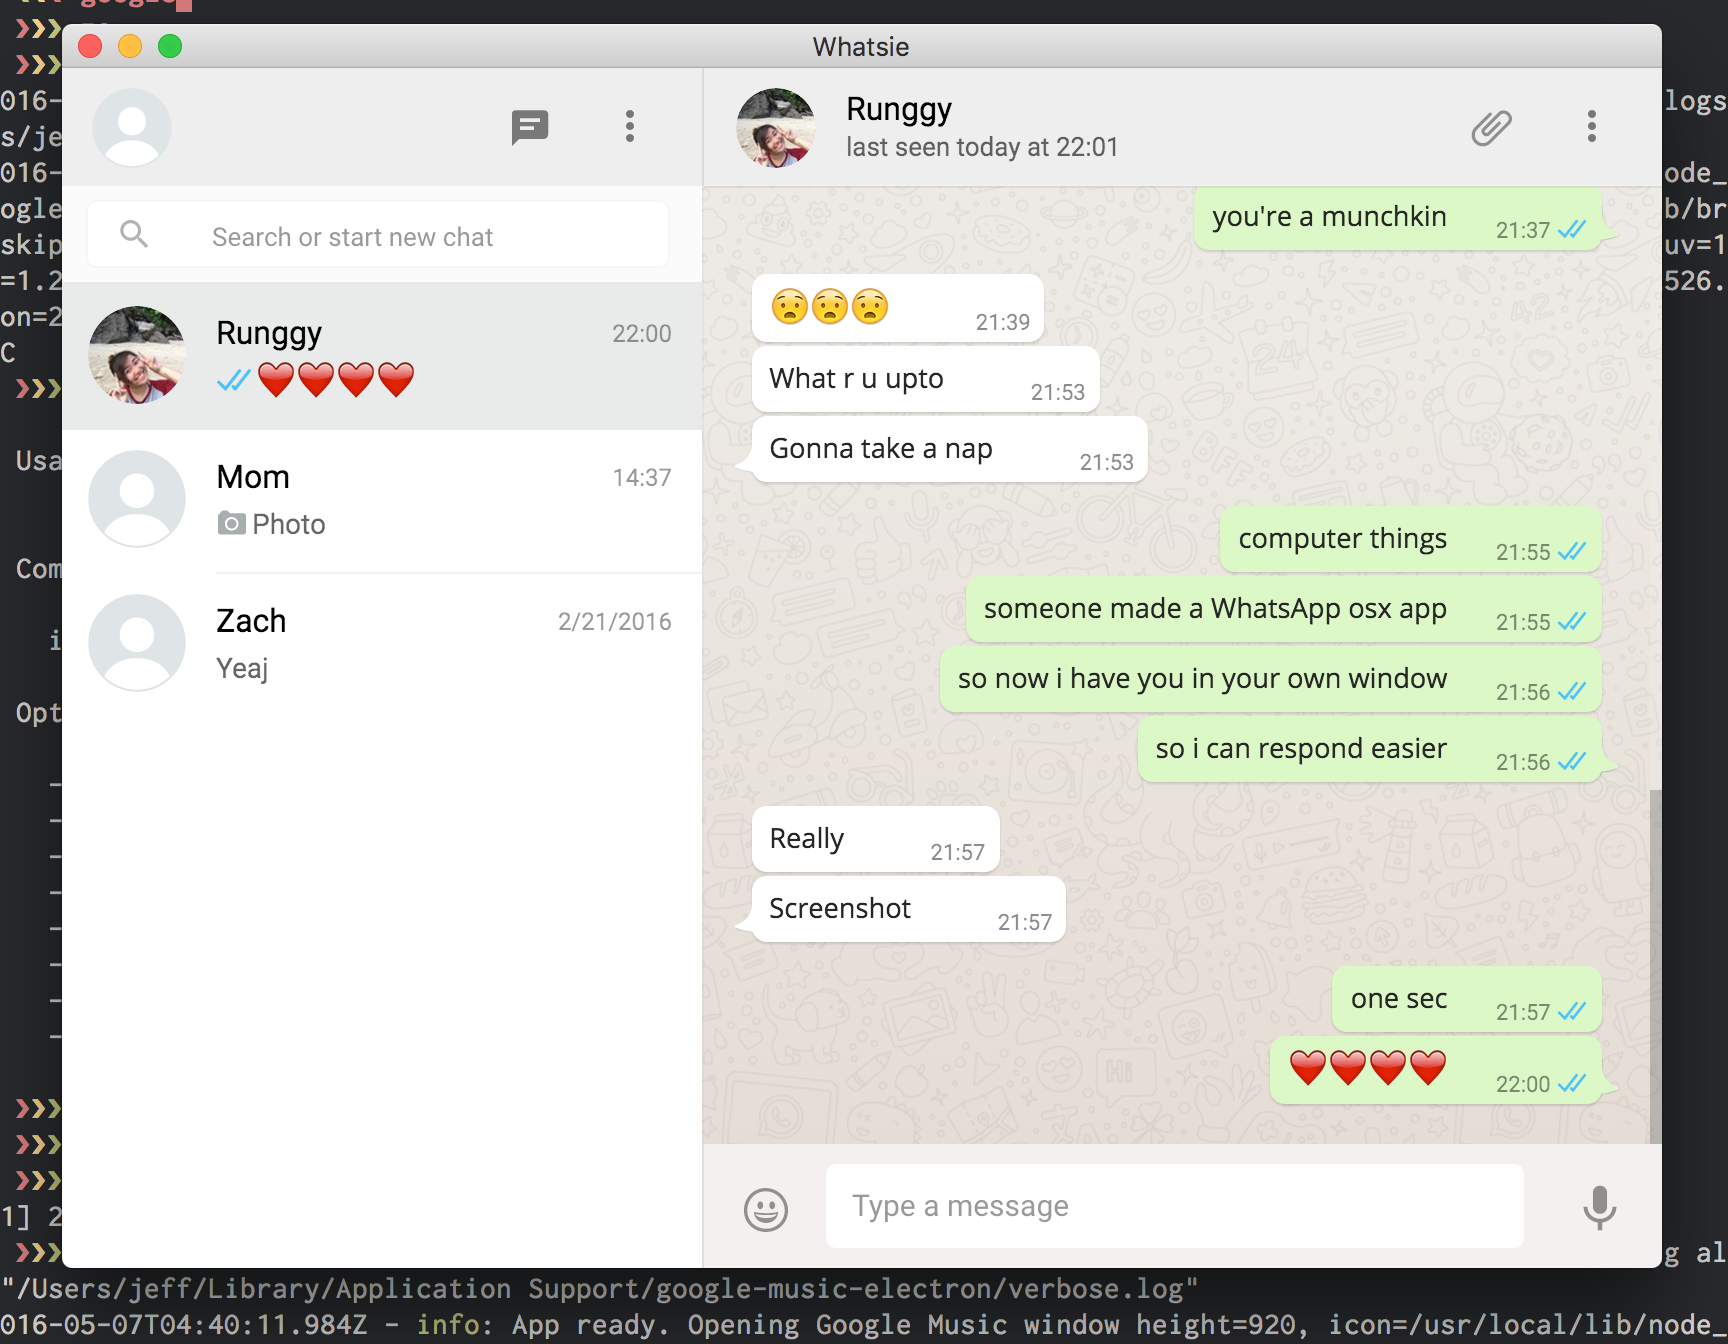 google
Whatsie
016-
s/je
016-
ogle
skip
=1.2
on=2
C
Usa
Com
i
Opt
-
-
-
-
-
-
-
-
1] 2
Search or start new chat
Runggy 22:00
❤️❤️❤️❤️
Mom 14:37
Photo
Zach 2/21/2016
Yeaj
Runggy
last seen today at 22:01
you're a munchkin 21:37
😧😧😧 21:39
What r u upto 21:53
Gonna take a nap 21:53
computer things 21:55
someone made a WhatsApp osx app 21:55
so now i have you in your own window 21:56
so i can respond easier 21:56
Really 21:57
Screenshot 21:57
one sec 21:57
❤️❤️❤️❤️ 22:00
Type a message
logs
ode_
b/br
uv=1
526.
g al
"/Users/jeff/Library/Application Support/google-music-electron/verbose.log"
016-05-07T04:40:11.984Z - info: App ready. Opening Google Music window height=920, icon=/usr/local/lib/node_